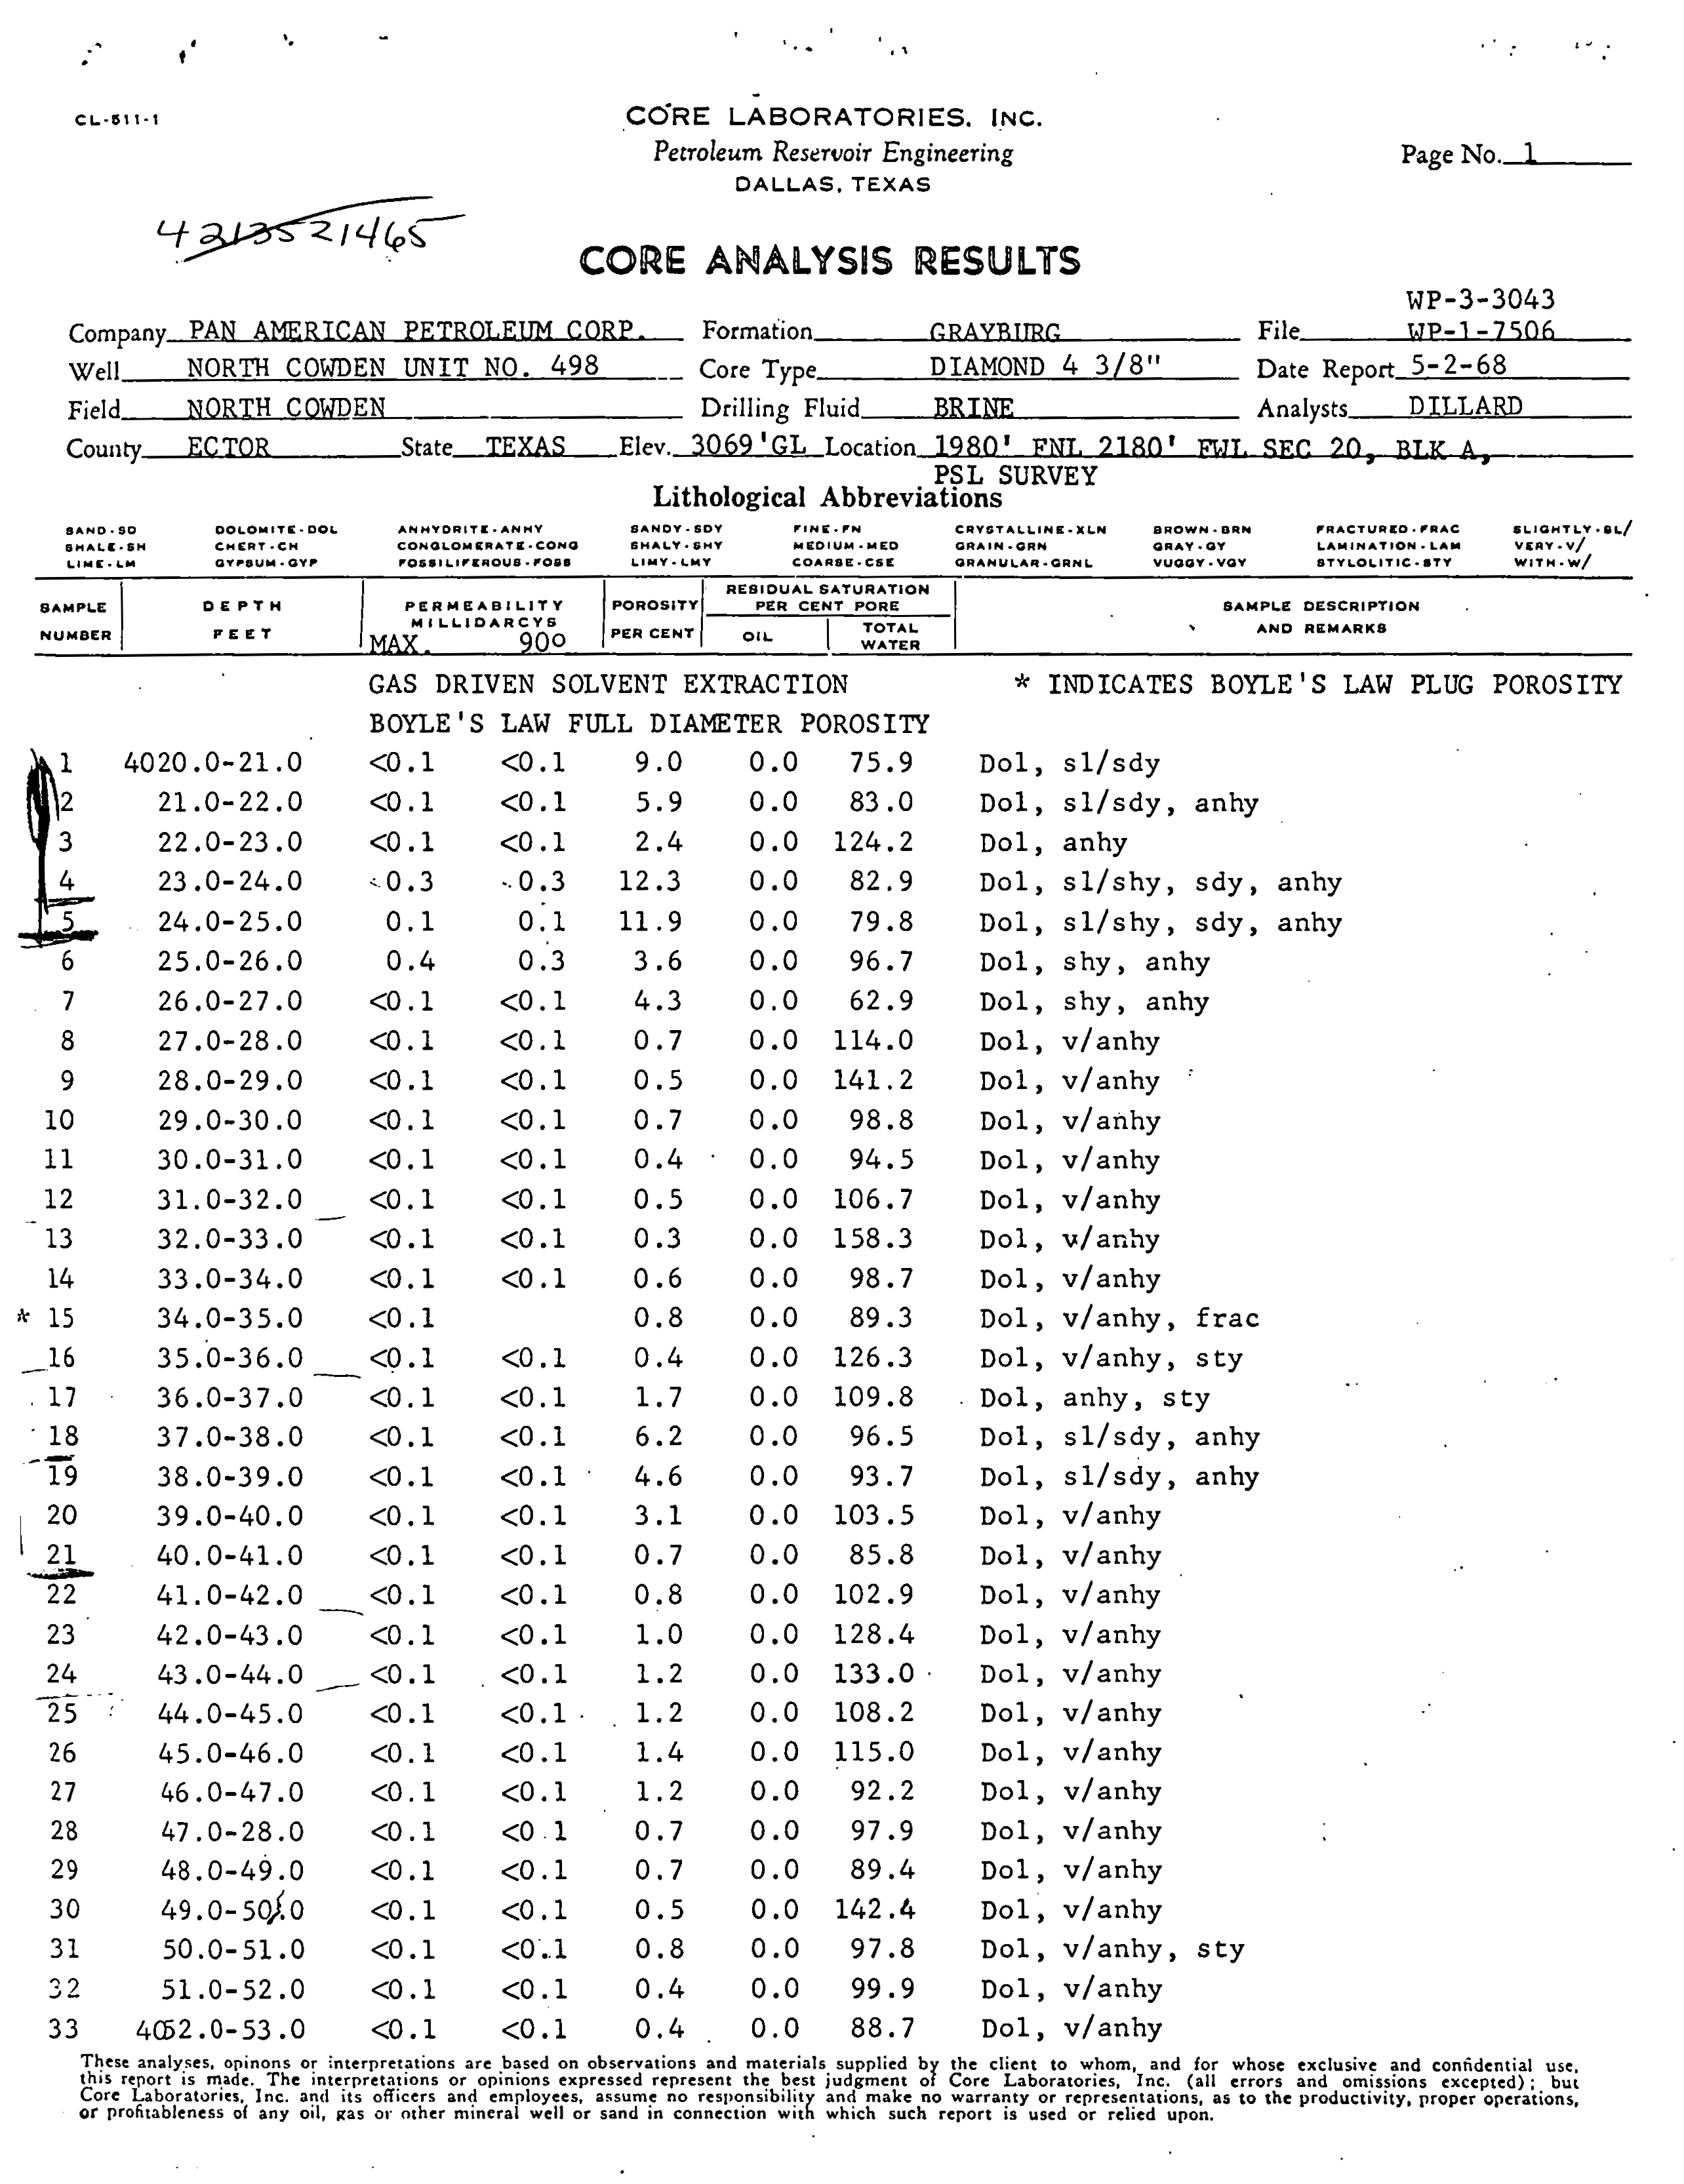 CL-511-1
CORE LABORATORIES, INC.
Petroleum Reservoir Engineering
DALLAS, TEXAS
Page No. 1
4213521465
CORE ANALYSIS RESULTS
WP-3-3043
Company PAN AMERICAN PETROLEUM CORP. Formation GRAYBURG File WP-1-7506
Well NORTH COWDEN UNIT NO. 498 Core Type DIAMOND 4 3/8" Date Report 5-2-68
Field NORTH COWDEN Drilling Fluid BRINE Analysts DILLARD
County ECTOR State TEXAS Elev. 3069'GL Location 1980' FNL 2180' FWL SEC 20, BLK A,
PSL SURVEY
Lithological Abbreviations
SAND-SD DOLOMITE-DOL ANHYDRITE-ANHY SANDY-SDY FINE-FN CRYSTALLINE-XLN BROWN-BRN FRACTURED-FRAC SLIGHTLY-SL/
SHALE-SH CHERT-CH CONGLOMERATE-CONG SHALY-SHY MEDIUM-MED GRAIN-GRN GRAY-GY LAMINATION-LAM VERY-V/
LIME-LM GYPSUM-GYP FOSSILIFEROUS-FOSS LIMY-LMY COARSE-CSE GRANULAR-GRNL VUGGY-VGY STYLOLITIC-STY WITH-W/
SAMPLE NUMBER DEPTH FEET PERMEABILITY MILLIDARCYS MAX. 90° POROSITY PER CENT RESIDUAL SATURATION PER CENT PORE OIL TOTAL WATER SAMPLE DESCRIPTION AND REMARKS
GAS DRIVEN SOLVENT EXTRACTION * INDICATES BOYLE'S LAW PLUG POROSITY
BOYLE'S LAW FULL DIAMETER POROSITY
1 4020.0-21.0 <0.1 <0.1 9.0 0.0 75.9 Dol, sl/sdy
2 21.0-22.0 <0.1 <0.1 5.9 0.0 83.0 Dol, sl/sdy, anhy
3 22.0-23.0 <0.1 <0.1 2.4 0.0 124.2 Dol, anhy
4 23.0-24.0 0.3 0.3 12.3 0.0 82.9 Dol, sl/shy, sdy, anhy
5 24.0-25.0 0.1 0.1 11.9 0.0 79.8 Dol, sl/shy, sdy, anhy
6 25.0-26.0 0.4 0.3 3.6 0.0 96.7 Dol, shy, anhy
7 26.0-27.0 <0.1 <0.1 4.3 0.0 62.9 Dol, shy, anhy
8 27.0-28.0 <0.1 <0.1 0.7 0.0 114.0 Dol, v/anhy
9 28.0-29.0 <0.1 <0.1 0.5 0.0 141.2 Dol, v/anhy
10 29.0-30.0 <0.1 <0.1 0.7 0.0 98.8 Dol, v/anhy
11 30.0-31.0 <0.1 <0.1 0.4 0.0 94.5 Dol, v/anhy
12 31.0-32.0 <0.1 <0.1 0.5 0.0 106.7 Dol, v/anhy
13 32.0-33.0 <0.1 <0.1 0.3 0.0 158.3 Dol, v/anhy
14 33.0-34.0 <0.1 <0.1 0.6 0.0 98.7 Dol, v/anhy
* 15 34.0-35.0 <0.1 0.8 0.0 89.3 Dol, v/anhy, frac
16 35.0-36.0 <0.1 <0.1 0.4 0.0 126.3 Dol, v/anhy, sty
17 36.0-37.0 <0.1 <0.1 1.7 0.0 109.8 Dol, anhy, sty
18 37.0-38.0 <0.1 <0.1 6.2 0.0 96.5 Dol, sl/sdy, anhy
19 38.0-39.0 <0.1 <0.1 4.6 0.0 93.7 Dol, sl/sdy, anhy
20 39.0-40.0 <0.1 <0.1 3.1 0.0 103.5 Dol, v/anhy
21 40.0-41.0 <0.1 <0.1 0.7 0.0 85.8 Dol, v/anhy
22 41.0-42.0 <0.1 <0.1 0.8 0.0 102.9 Dol, v/anhy
23 42.0-43.0 <0.1 <0.1 1.0 0.0 128.4 Dol, v/anhy
24 43.0-44.0 <0.1 <0.1 1.2 0.0 133.0 Dol, v/anhy
25 44.0-45.0 <0.1 <0.1 1.2 0.0 108.2 Dol, v/anhy
26 45.0-46.0 <0.1 <0.1 1.4 0.0 115.0 Dol, v/anhy
27 46.0-47.0 <0.1 <0.1 1.2 0.0 92.2 Dol, v/anhy
28 47.0-28.0 <0.1 <0.1 0.7 0.0 97.9 Dol, v/anhy
29 48.0-49.0 <0.1 <0.1 0.7 0.0 89.4 Dol, v/anhy
30 49.0-50.0 <0.1 <0.1 0.5 0.0 142.4 Dol, v/anhy
31 50.0-51.0 <0.1 <0.1 0.8 0.0 97.8 Dol, v/anhy, sty
32 51.0-52.0 <0.1 <0.1 0.4 0.0 99.9 Dol, v/anhy
33 4052.0-53.0 <0.1 <0.1 0.4 0.0 88.7 Dol, v/anhy
These analyses, opinons or interpretations are based on observations and materials supplied by the client to whom, and for whose exclusive and confidential use,
this report is made. The interpretations or opinions expressed represent the best judgment of Core Laboratories, Inc. (all errors and omissions excepted); but
Core Laboratories, Inc. and its officers and employees, assume no responsibility and make no warranty or representations, as to the productivity, proper operations,
or profitableness of any oil, gas or other mineral well or sand in connection with which such report is used or relied upon.